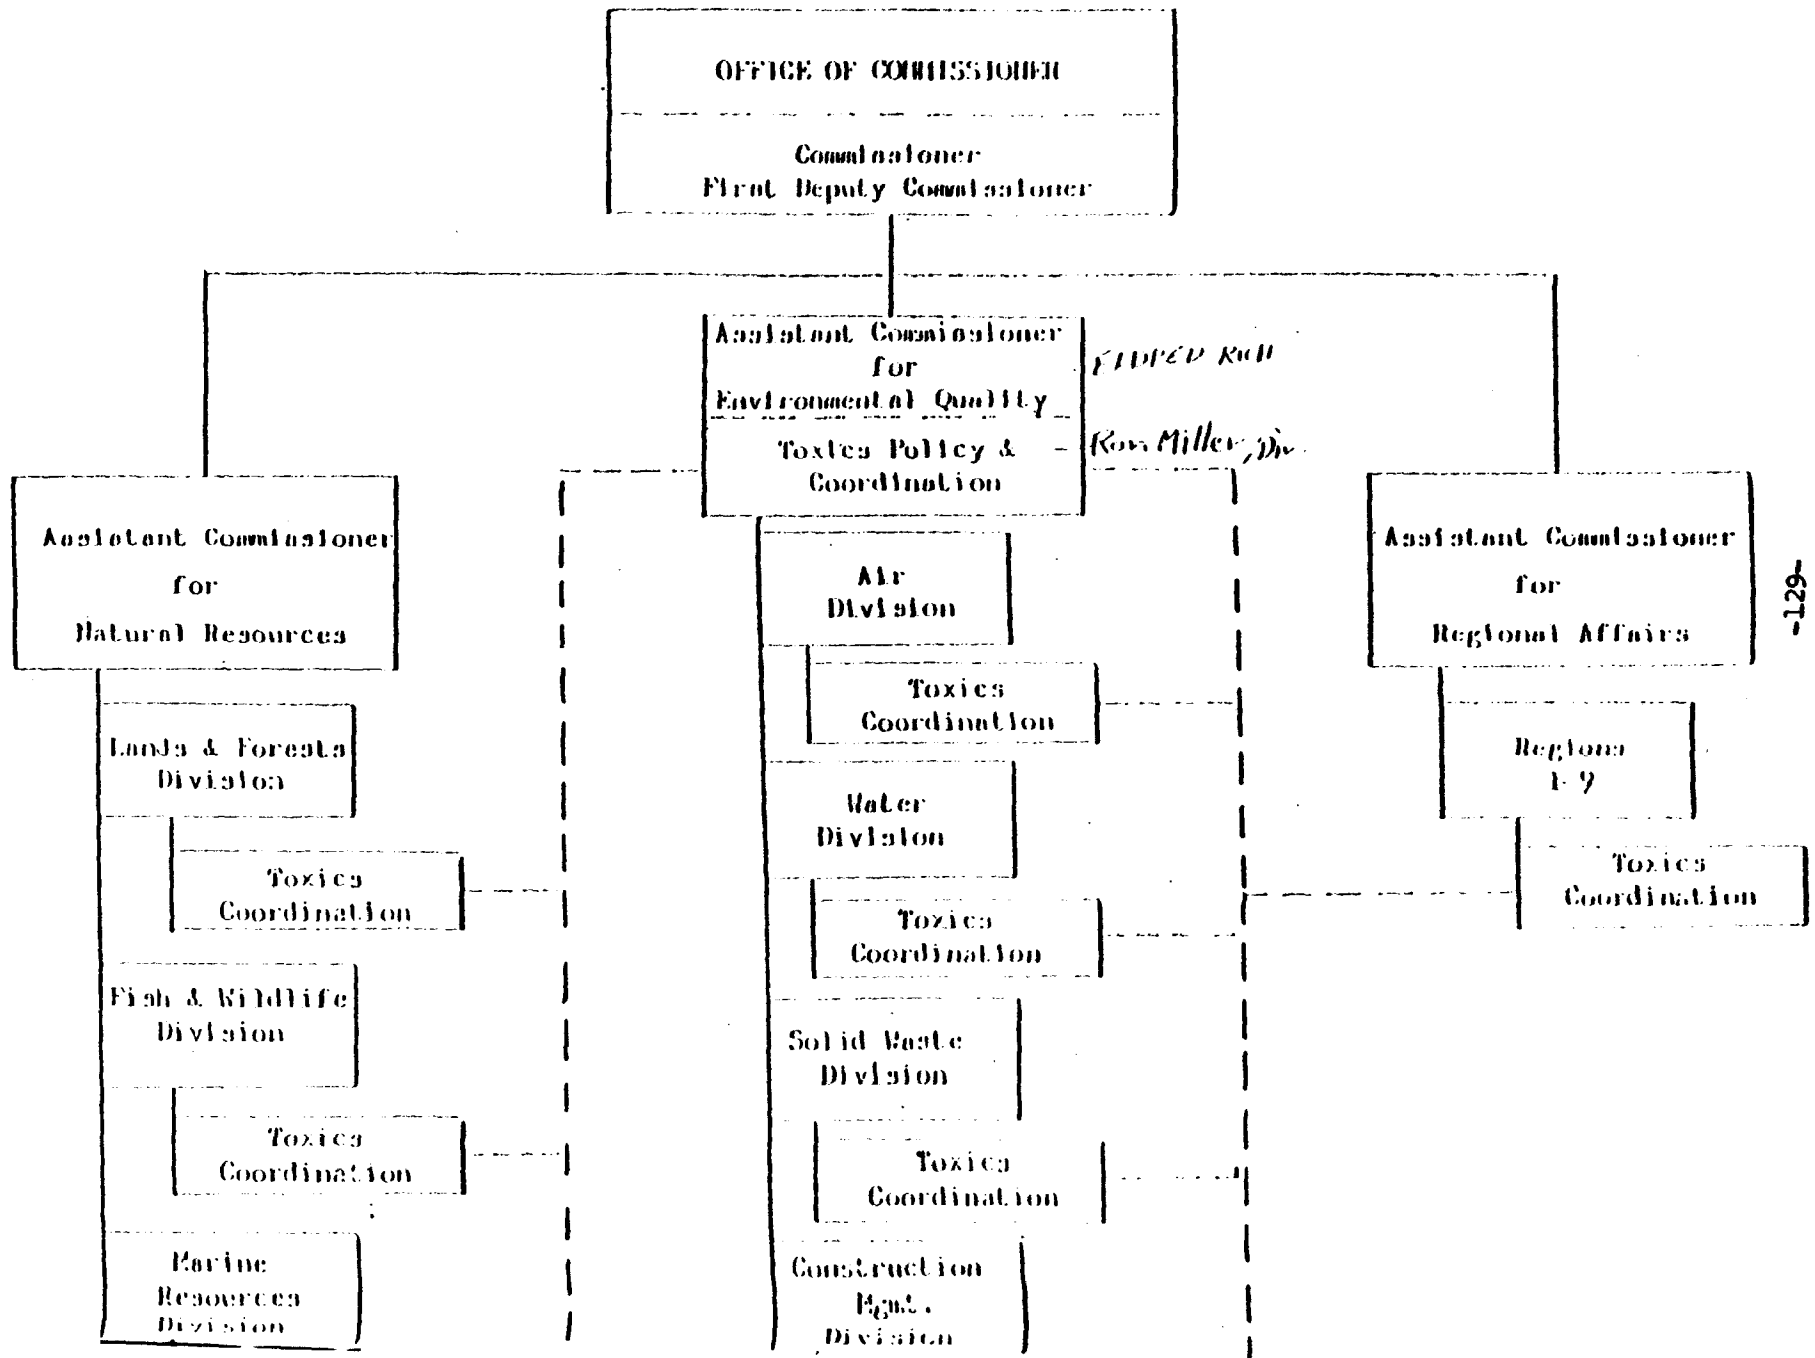 OFFICE OF COMMISSIONER
Commissioner
First Deputy Commissioner
Assistant Commissioner
for
Environmental Quality
Toxics Policy &
Coordination
Rich
- Ron Miller,
Assistant Commissioner
for
Natural Resources
Lands & Forests
Division
Toxics
Coordination
Fish & Wildlife
Division
Toxics
Coordination
Marine
Resources
Division
Air
Division
Toxics
Coordination
Water
Division
Toxics
Coordination
Solid Waste
Division
Toxics
Coordination
Construction
Mgmt.
Division
Assistant Commissioner
for
Regional Affairs
Regions
1-9
Toxics
Coordination
-129-